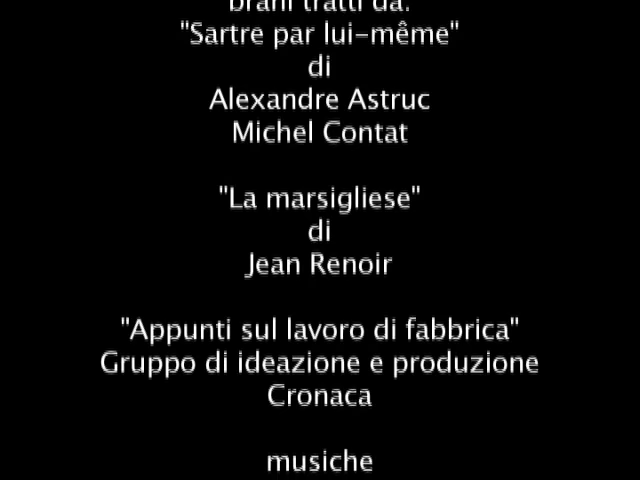 brani tratti da:
"Sartre par lui-même"
di
Alexandre Astruc
Michel Contat
"La marsigliese"
di
Jean Renoir
"Appunti sul lavoro di fabbrica"
Gruppo di ideazione e produzione
Cronaca
musiche